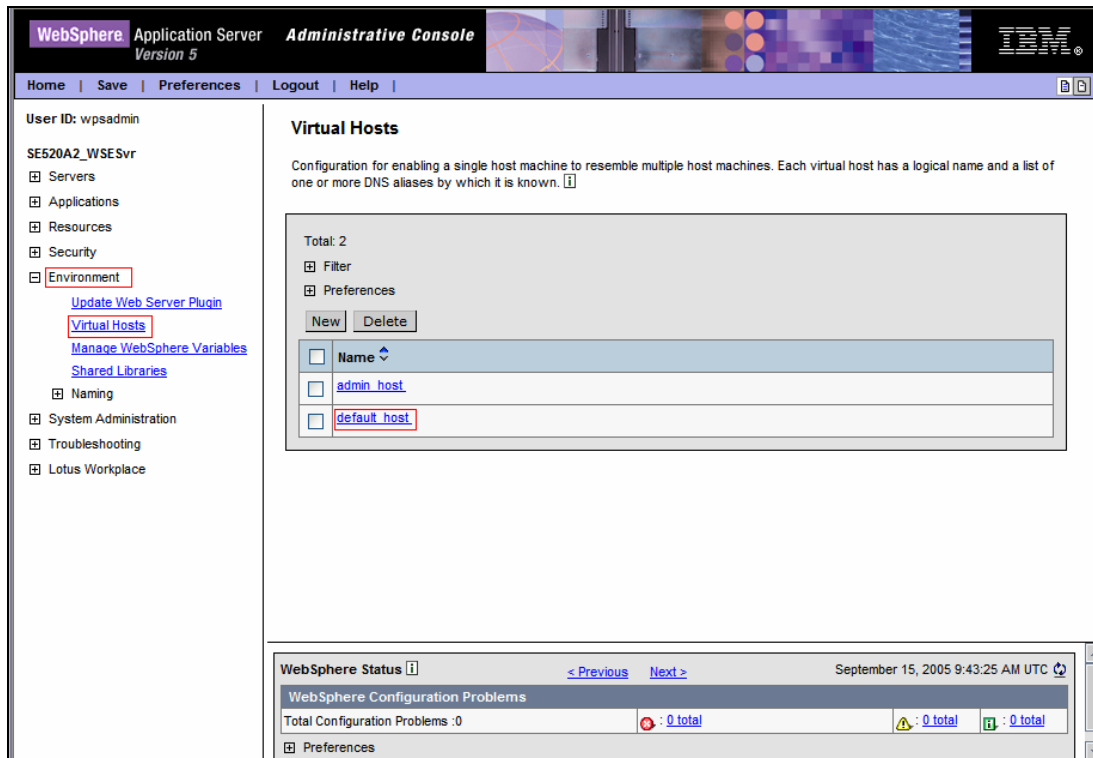 WebSphere Application Server Administrative Console
Version 5
IBM®
Home | Save | Preferences | Logout | Help |
User ID: wpsadmin
SE520A2_WSESvr
Servers
Applications
Resources
Security
Environment
Update Web Server Plugin
Virtual Hosts
Manage WebSphere Variables
Shared Libraries
Naming
System Administration
Troubleshooting
Lotus Workplace
Virtual Hosts
Configuration for enabling a single host machine to resemble multiple host machines. Each virtual host has a logical name and a list of
one or more DNS aliases by which it is known. i
Total: 2
Filter
Preferences
New Delete
Name
admin_host
default_host
WebSphere Status i < Previous Next > September 15, 2005 9:43:25 AM UTC
WebSphere Configuration Problems
Total Configuration Problems :0 : 0 total : 0 total : 0 total
Preferences